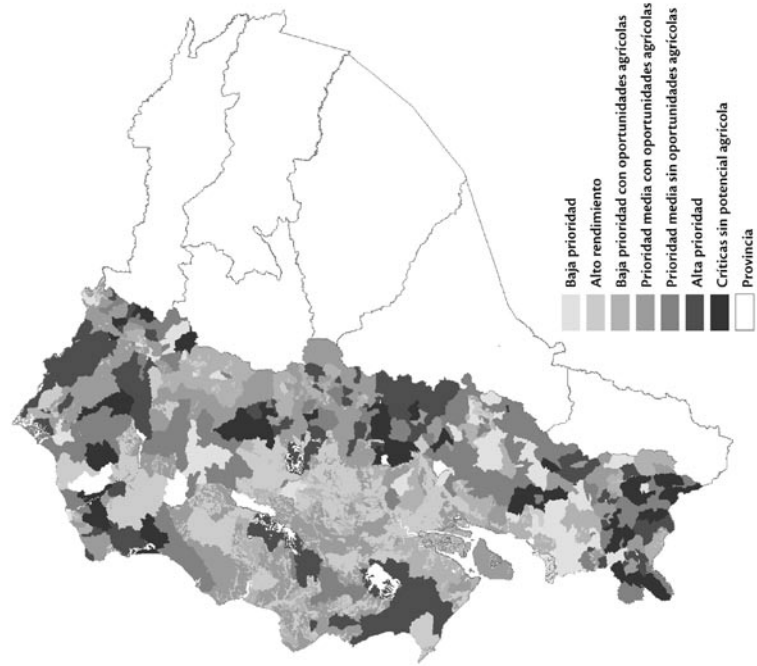 Baja prioridad
Alto rendimiento
Baja prioridad con oportunidades agrícolas
Prioridad media con oportunidades agrícolas
Prioridad media sin oportunidades agrícolas
Alta prioridad
Críticas sin potencial agrícola
Provincia